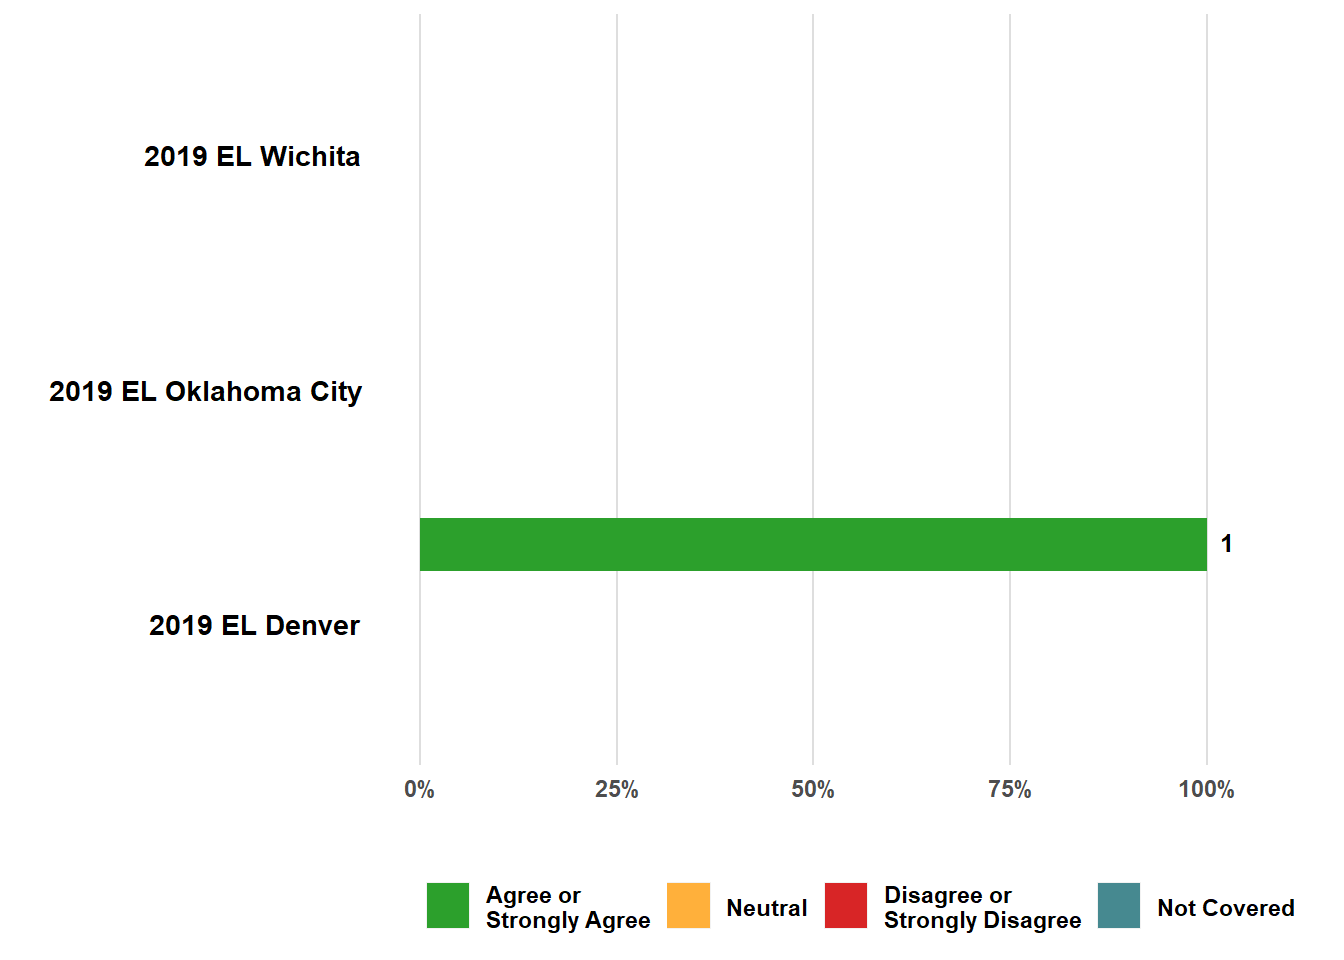 2019 EL Wichita
2019 EL Oklahoma City
1
2019 EL Denver
0%
25%
50%
75%
100%
Agree or
Strongly Agree
Neutral
Disagree or
Strongly Disagree
Not Covered